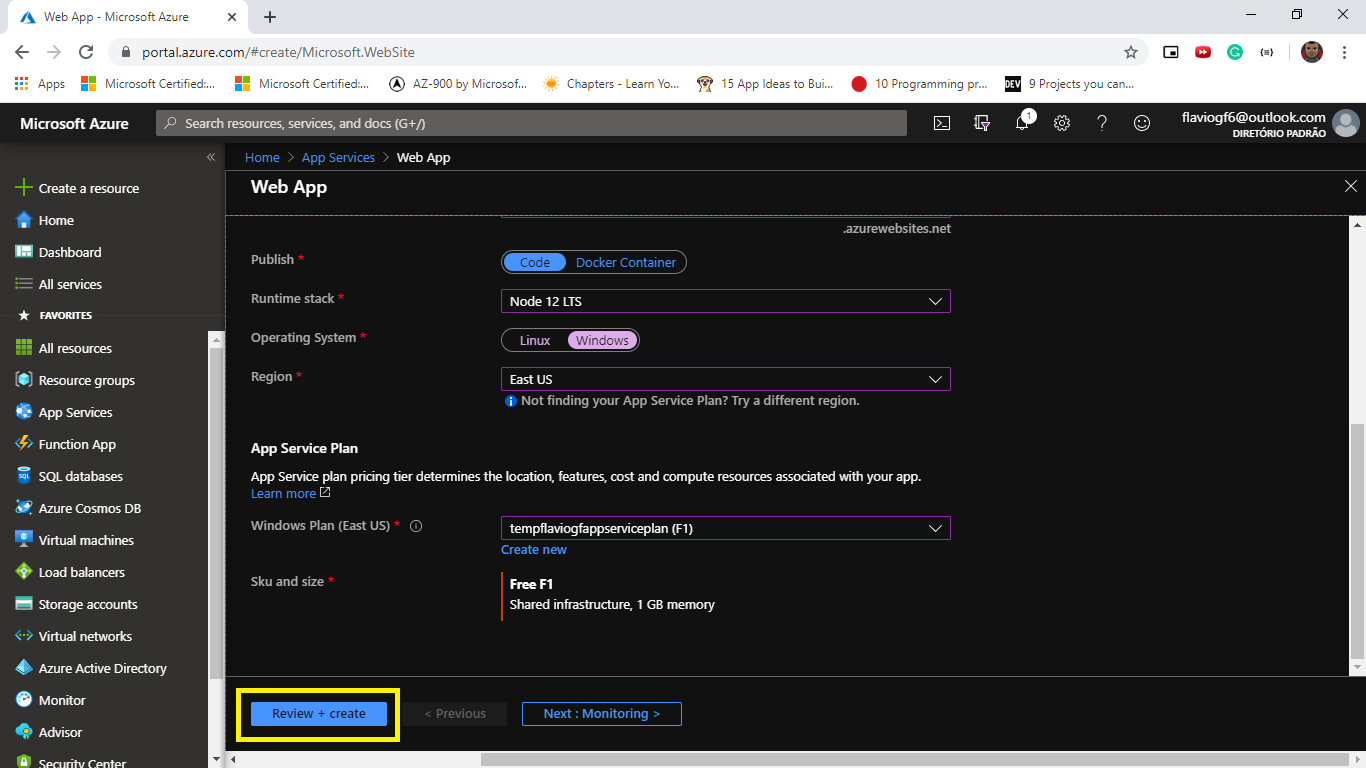 Web App - Microsoft Azure
portal.azure.com/#create/Microsoft.WebSite
Apps
Microsoft Certified:...
Microsoft Certified:...
AZ-900 by Microsof...
Chapters - Learn Yo...
15 App Ideas to Bui...
DEV
10 Programming pr...
9 Projects you can...
Microsoft Azure
Search resources, services, and docs (G+/)
1
flaviogf6@outlook.com
DIRETÓRIO PADRÃO
«
Create a resource
Home
Dashboard
All services
FAVORITES
All resources
Resource groups
App Services
Function App
SQL
SQL databases
Azure Cosmos DB
Virtual machines
Load balancers
Storage accounts
Virtual networks
Azure Active Directory
Monitor
Advisor
Security Center
Home > App Services > Web App
Web App
.azurewebsites.net
Publish *
Code Docker Container
Runtime stack *
Node 12 LTS
Operating System *
Linux Windows
Region *
East US
Not finding your App Service Plan? Try a different region.
App Service Plan
App Service plan pricing tier determines the location, features, cost and compute resources associated with your app.
Learn more
Windows Plan (East US) *
tempflaviogfappserviceplan (F1)
Create new
Sku and size *
Free F1
Shared infrastructure, 1 GB memory
Review + create
< Previous
Next : Monitoring >